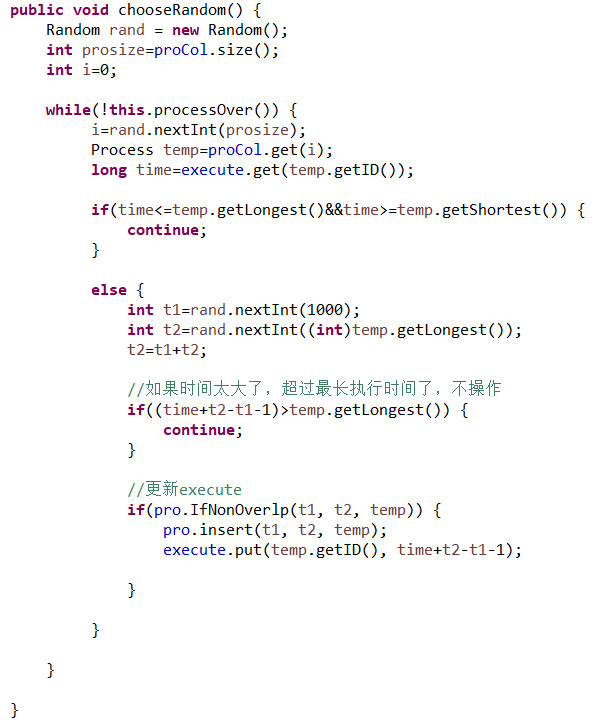 public void chooseRandom() {
    Random rand = new Random();
    int prosize=proCol.size();
    int i=0;

    while(!this.processOver()) {
         i=rand.nextInt(prosize);
         Process temp=proCol.get(i);
         long time=execute.get(temp.getID());

         if(time<=temp.getLongest()&&time>=temp.getShortest()) {
             continue;
         }

         else {
             int t1=rand.nextInt(1000);
             int t2=rand.nextInt((int)temp.getLongest());
             t2=t1+t2;

             //如果时间太大了，超过最长执行时间了，不操作
             if((time+t2-t1-1)>temp.getLongest()) {
                 continue;
             }

             //更新execute
             if(pro.IfNonOverlp(t1, t2, temp)) {
                 pro.insert(t1, t2, temp);
                 execute.put(temp.getID(), time+t2-t1-1);

             }

         }

    }

}